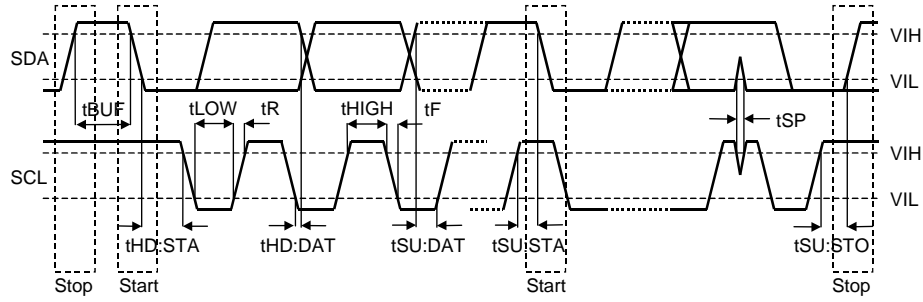 VIH
SDA
VIL
tBUF tLOW tR tHIGH tF tSP
VIH
SCL
VIL
tHD:STA tHD:DAT tSU:DAT tSU:STA tSU:STO
Stop Start Start Stop